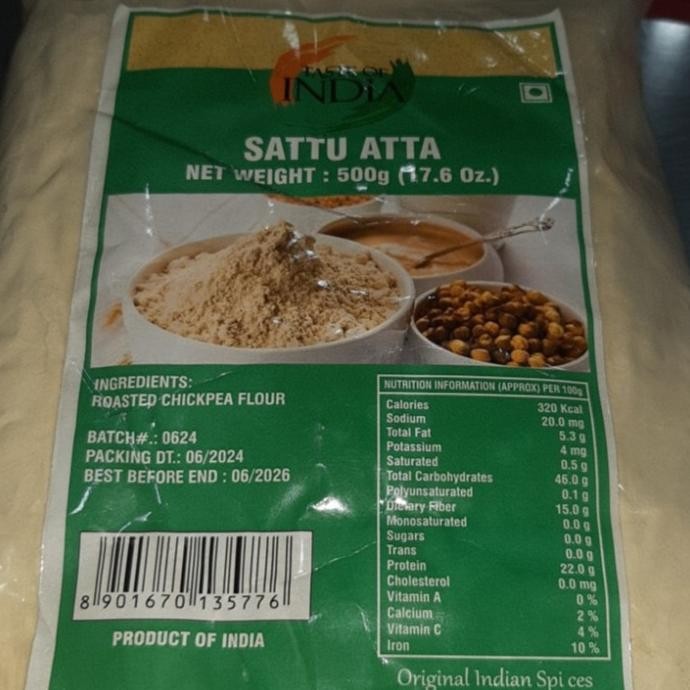 TASTE OF
INDIA
SATTU ATTA
NET WEIGHT : 500g (17.6 Oz.)
INGREDIENTS:
ROASTED CHICKPEA FLOUR
BATCH#.: 0624
PACKING DT.: 06/2024
BEST BEFORE END : 06/2026
8 901670 135776
PRODUCT OF INDIA
NUTRITION INFORMATION (APPROX) PER 100g
Calories 320 Kcal
Sodium 20.0 mg
Total Fat 5.3 g
Potassium 4 mg
Saturated 0.5 g
Total Carbohydrates 46.0 g
Polyunsaturated 0.1 g
Dietary Fiber 15.0 g
Monosaturated 0.0 g
Sugars 0.0 g
Trans 0.0 g
Protein 22.0 g
Cholesterol 0.0 mg
Vitamin A 0 %
Calcium 2 %
Vitamin C 4 %
Iron 10 %
Original Indian Spi ces